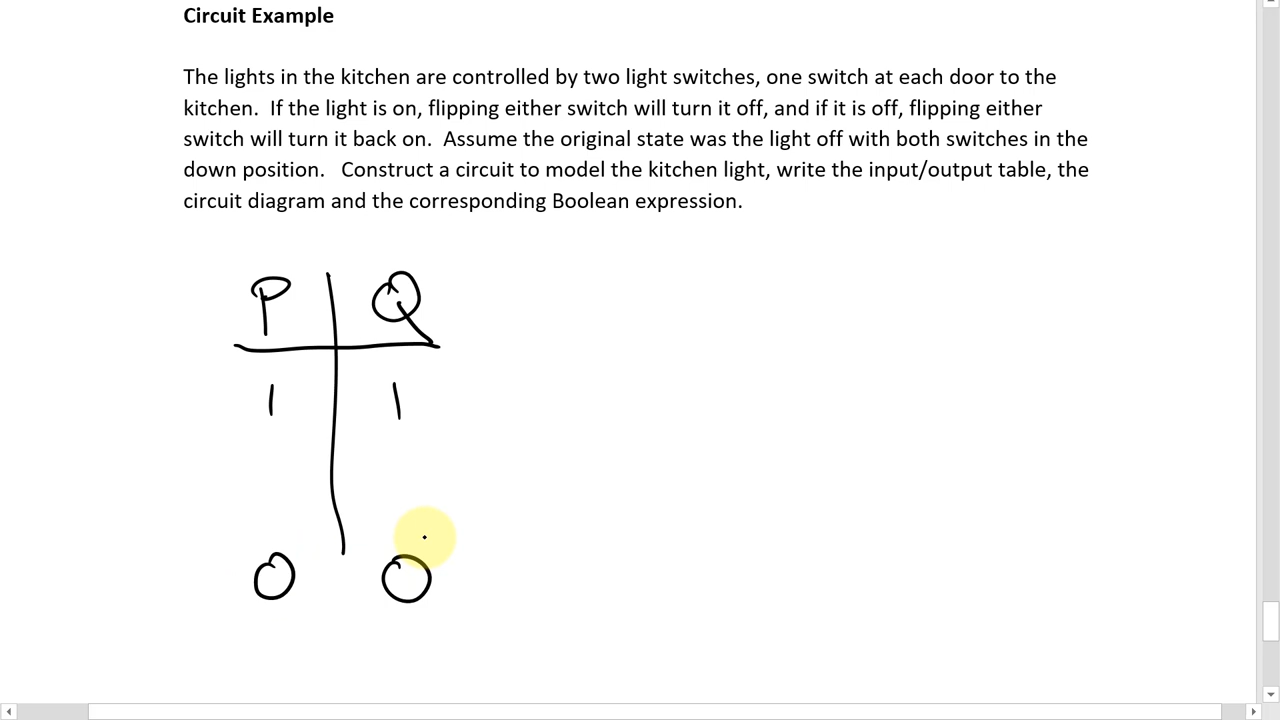 Circuit Example
The lights in the kitchen are controlled by two light switches, one switch at each door to the
kitchen.  If the light is on, flipping either switch will turn it off, and if it is off, flipping either
switch will turn it back on.  Assume the original state was the light off with both switches in the
down position.   Construct a circuit to model the kitchen light, write the input/output table, the
circuit diagram and the corresponding Boolean expression.
P Q
1 1
0 0